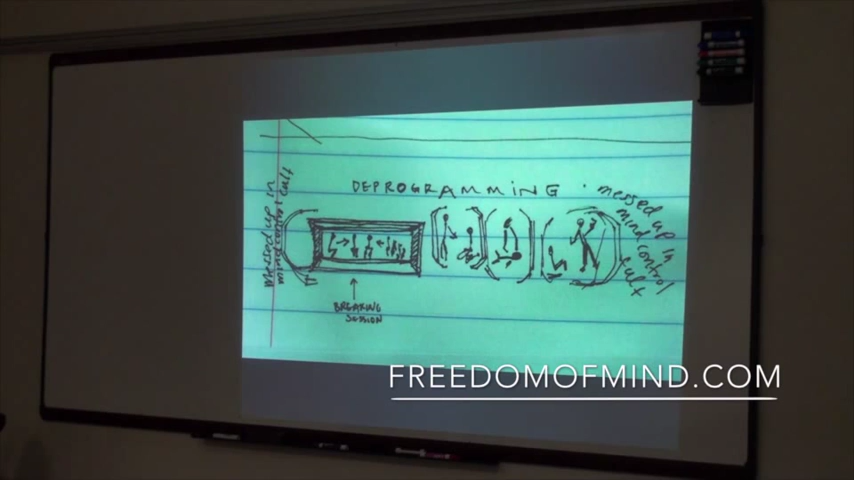 DEPROGRAMMING
Messed up in
mind control cult
messed up in
mind control
cult
BREAKING
SESSION
FREEDOMOFMIND.COM